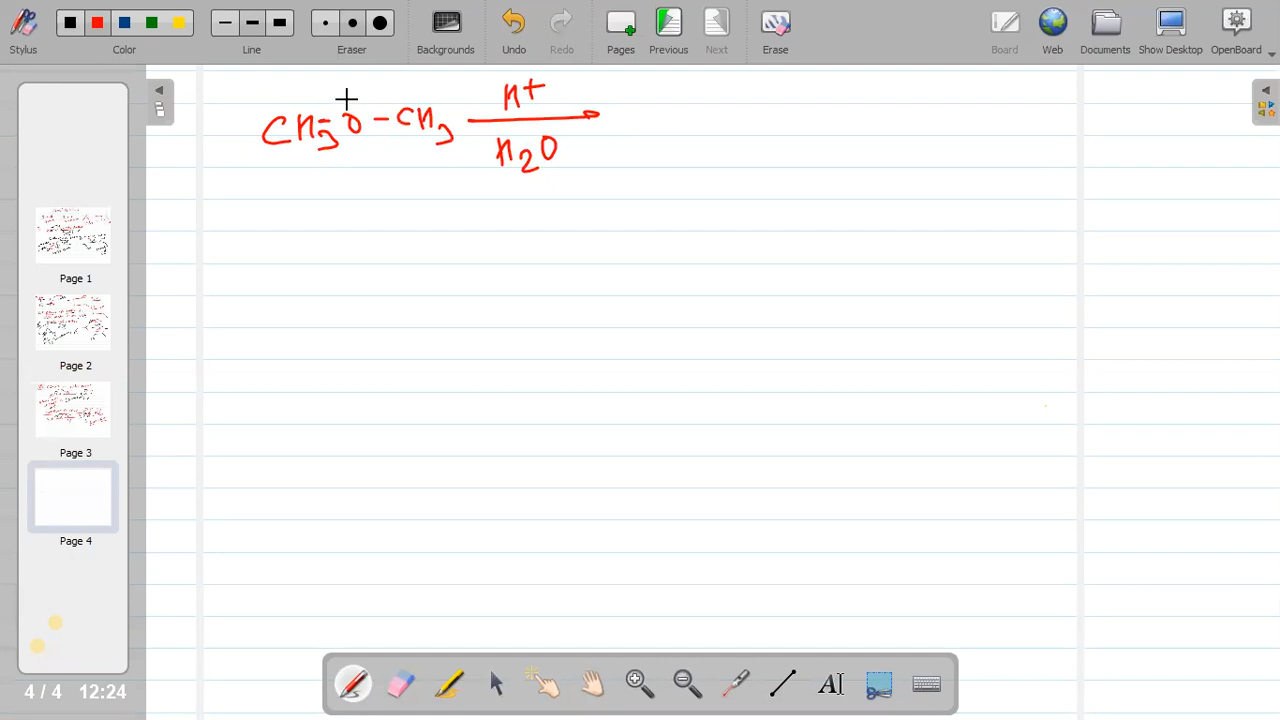 Stylus Color Line Eraser Backgrounds Undo Redo Pages Previous Next Erase Board Web Documents Show Desktop OpenBoard
H+
CH3-O-CH3 →
H2O
Page 1
Page 2
Page 3
Page 4
4 / 4 12:24